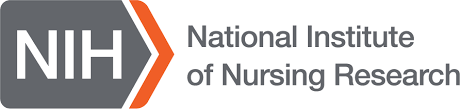 NIH
National Institute
of Nursing Research